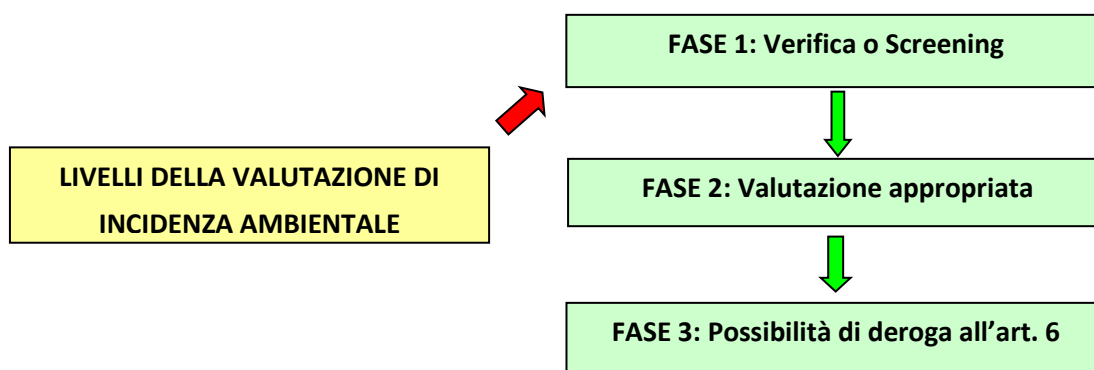 FASE 1: Verifica o Screening
LIVELLI DELLA VALUTAZIONE DI
INCIDENZA AMBIENTALE
FASE 2: Valutazione appropriata
FASE 3: Possibilità di deroga all’art. 6